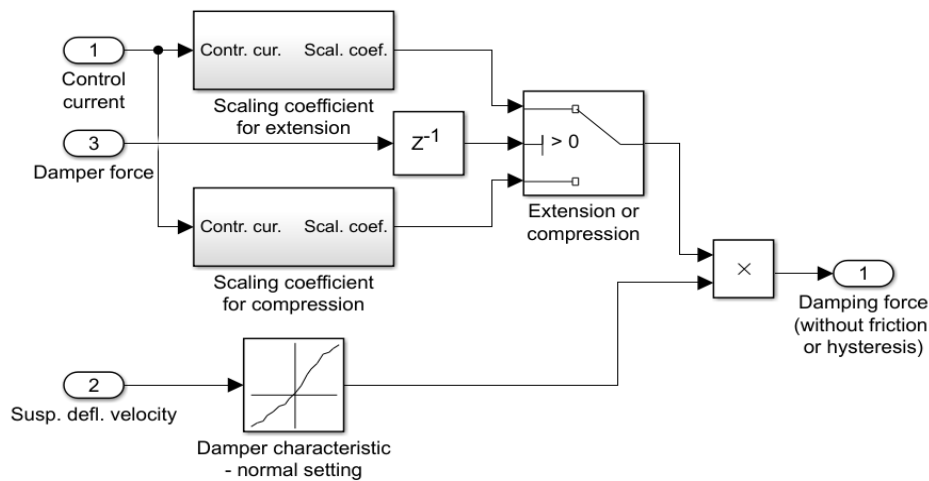 1
Control
current
Contr. cur. Scal. coef.
Scaling coefficient
for extension
3
Damper force
Z-1
> 0
Extension or
compression
Contr. cur. Scal. coef.
Scaling coefficient
for compression
×
1
Damping force
(without friction
or hysteresis)
2
Susp. defl. velocity
Damper characteristic
- normal setting